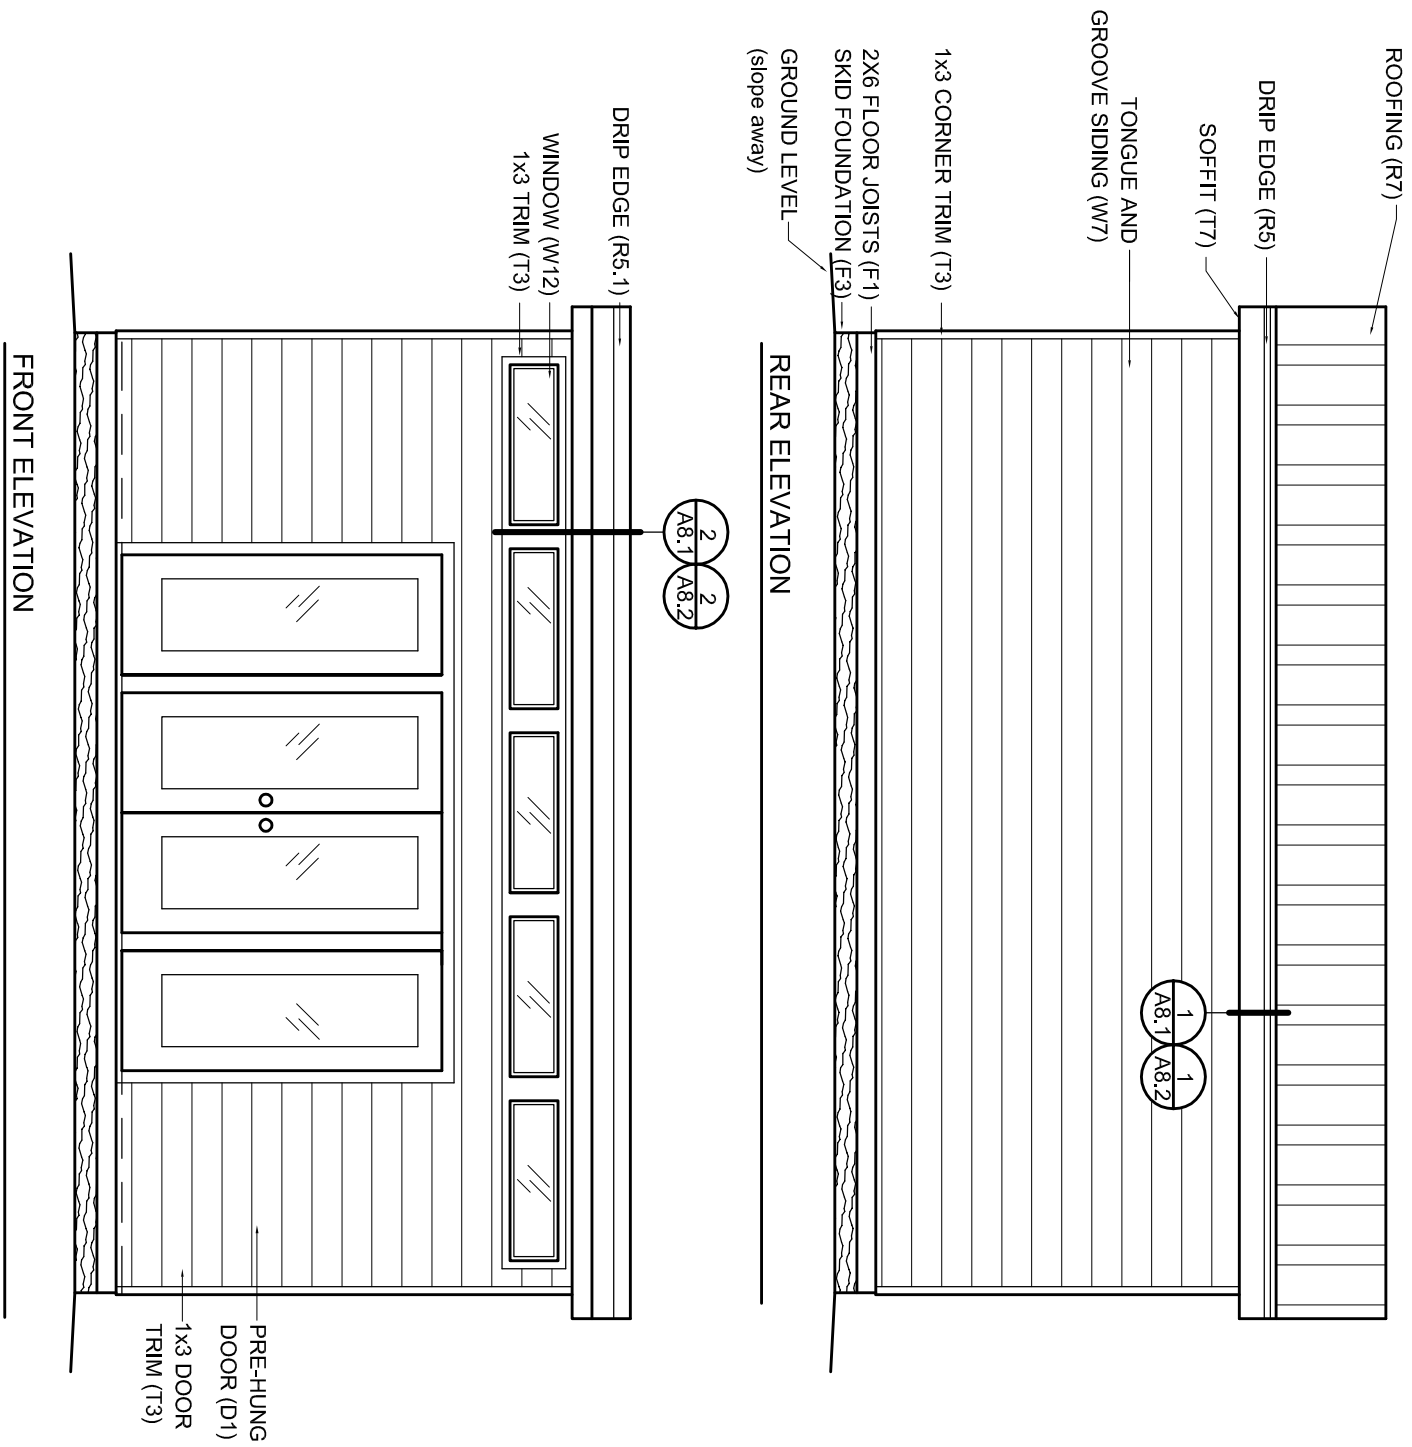 ROOFING (R7)
DRIP EDGE (R5)
SOFFIT (T7)
TONGUE AND
GROOVE SIDING (W7)
1x3 CORNER TRIM (T3)
2X6 FLOOR JOISTS (F1)
SKID FOUNDATION (F3)
GROUND LEVEL
(slope away)
1
A8.1
1
A8.2
REAR ELEVATION
2
A8.1
2
A8.2
DRIP EDGE (R5.1)
WINDOW (W12)
1x3 TRIM (T3)
PRE-HUNG
DOOR (D1)
1x3 DOOR
TRIM (T3)
FRONT ELEVATION